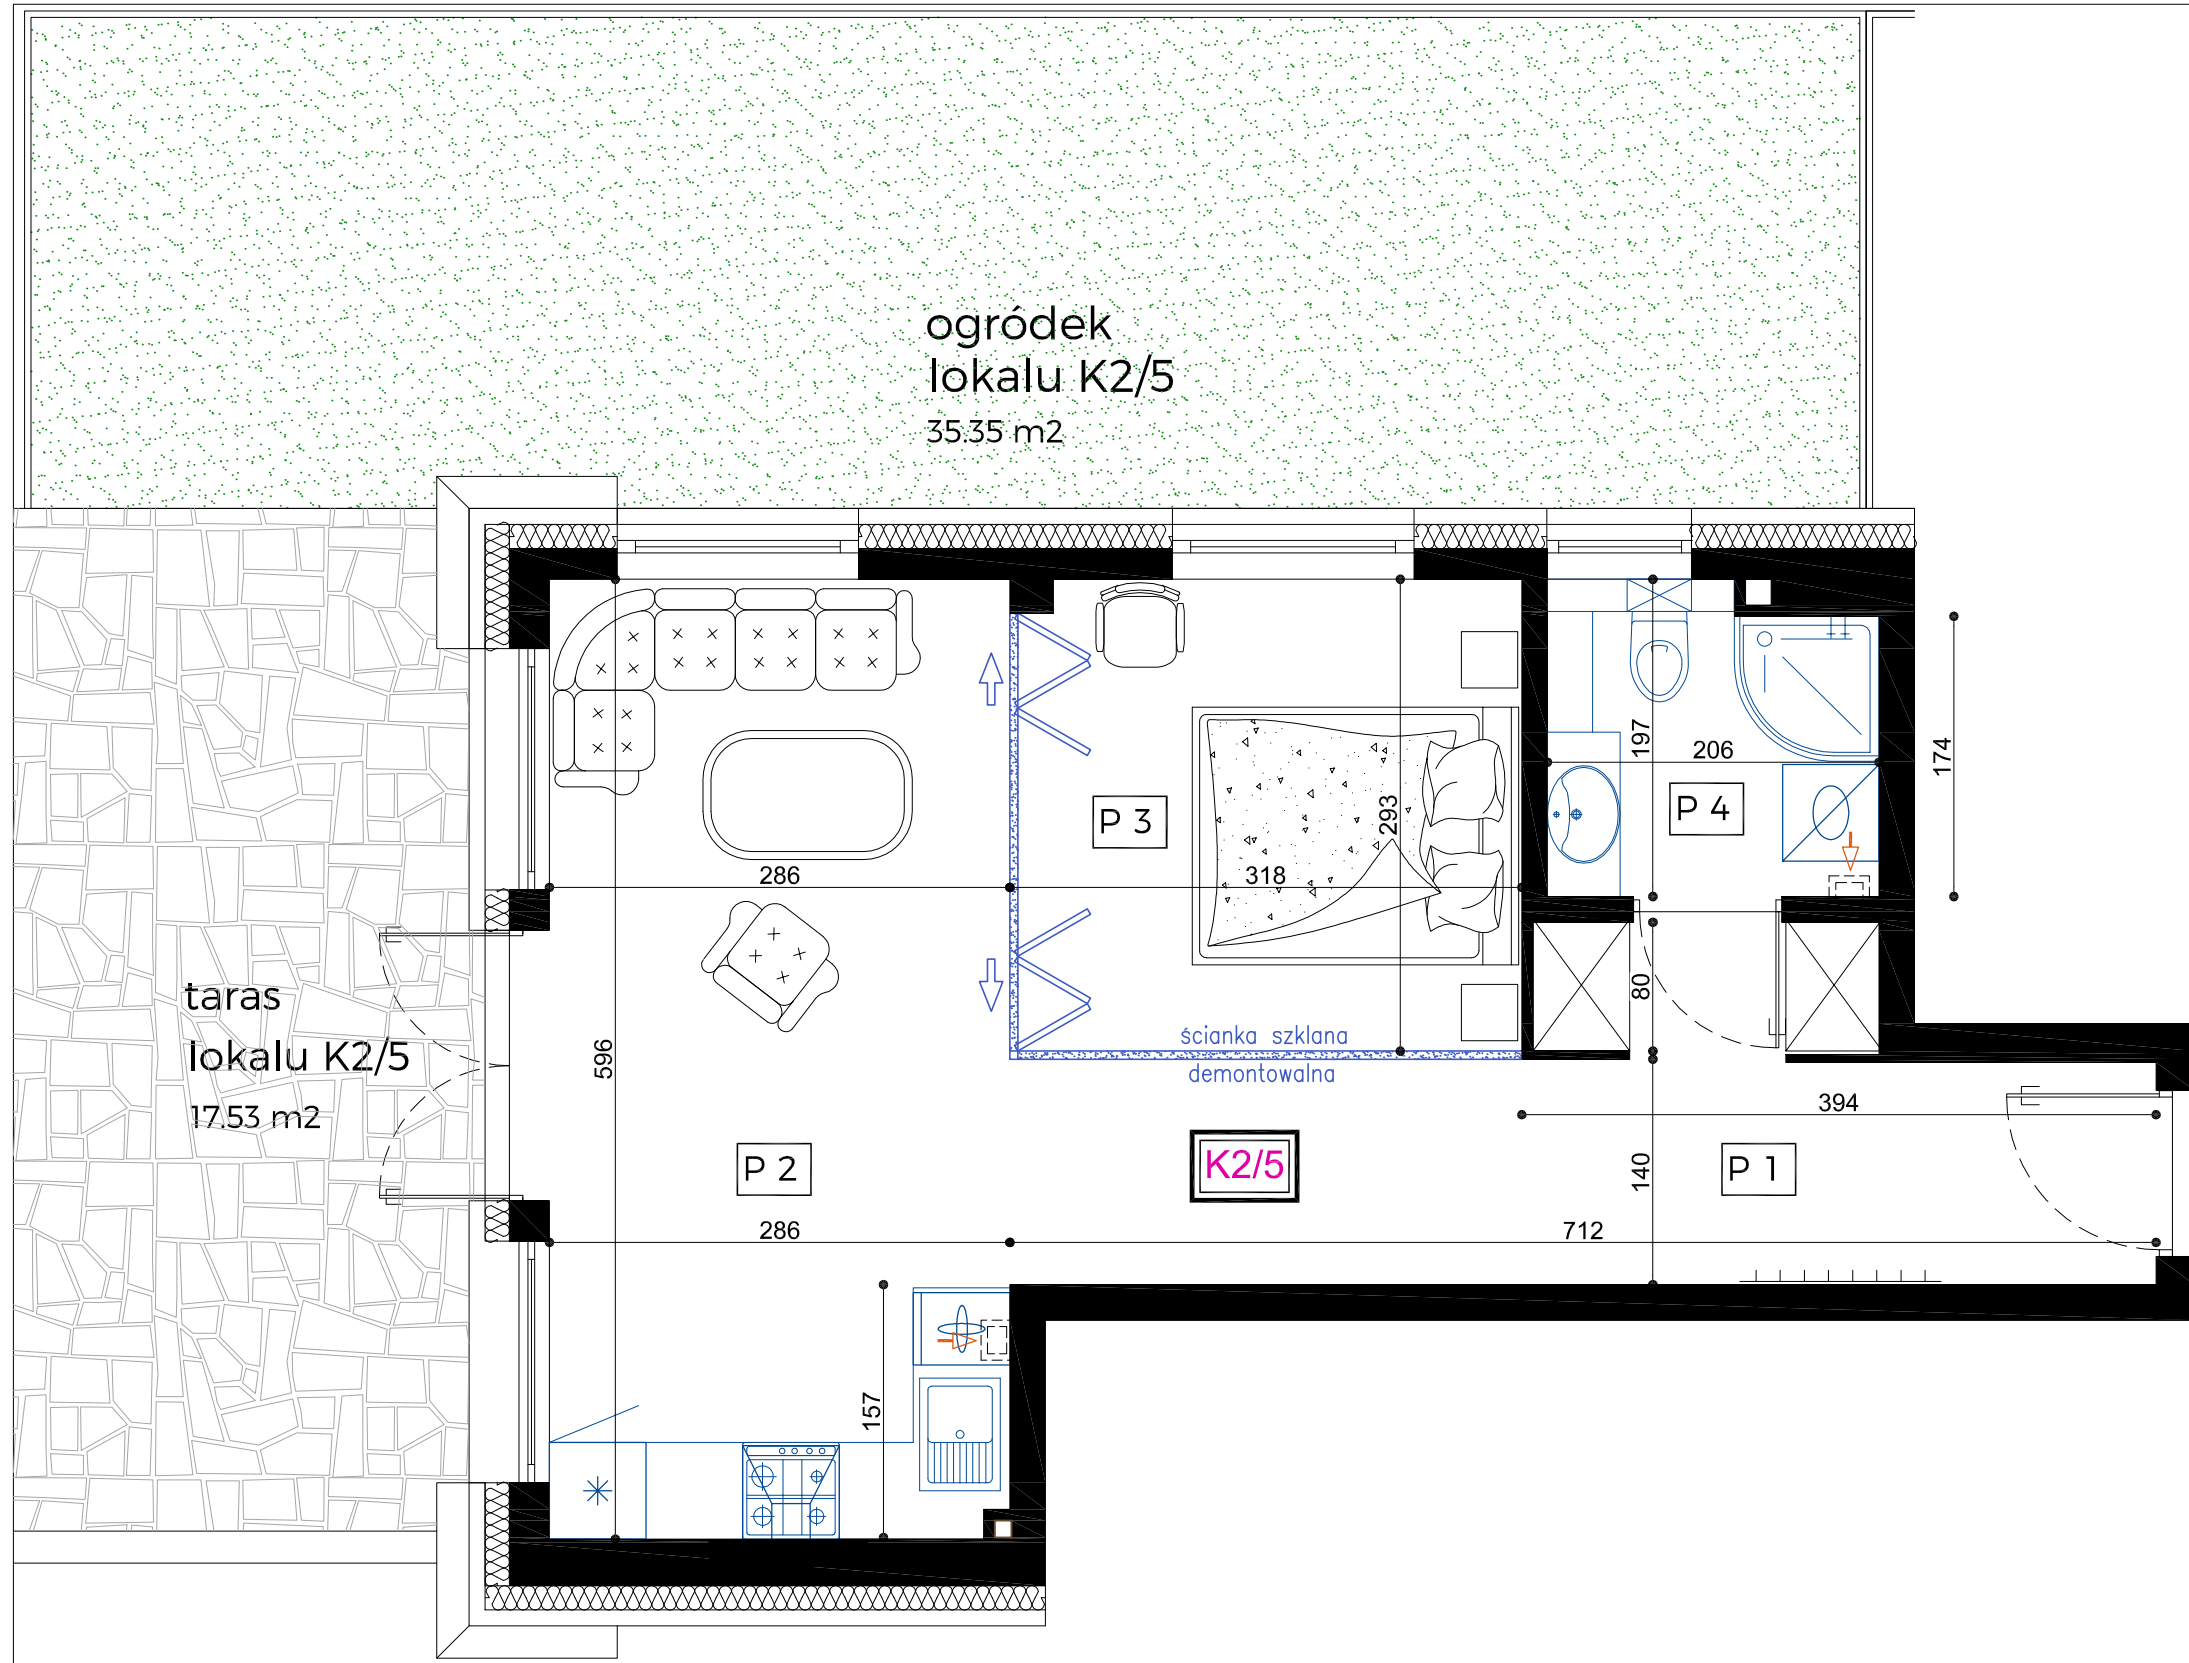 ogródek
lokalu K2/5
35.35 m2
197
206
174
P 3
293
P 4
286
318
taras
lokalu K2/5
17.53 m2
596
80
ścianka szklana
demontowalna
394
P 2
K2/5
140
P 1
286
712
157